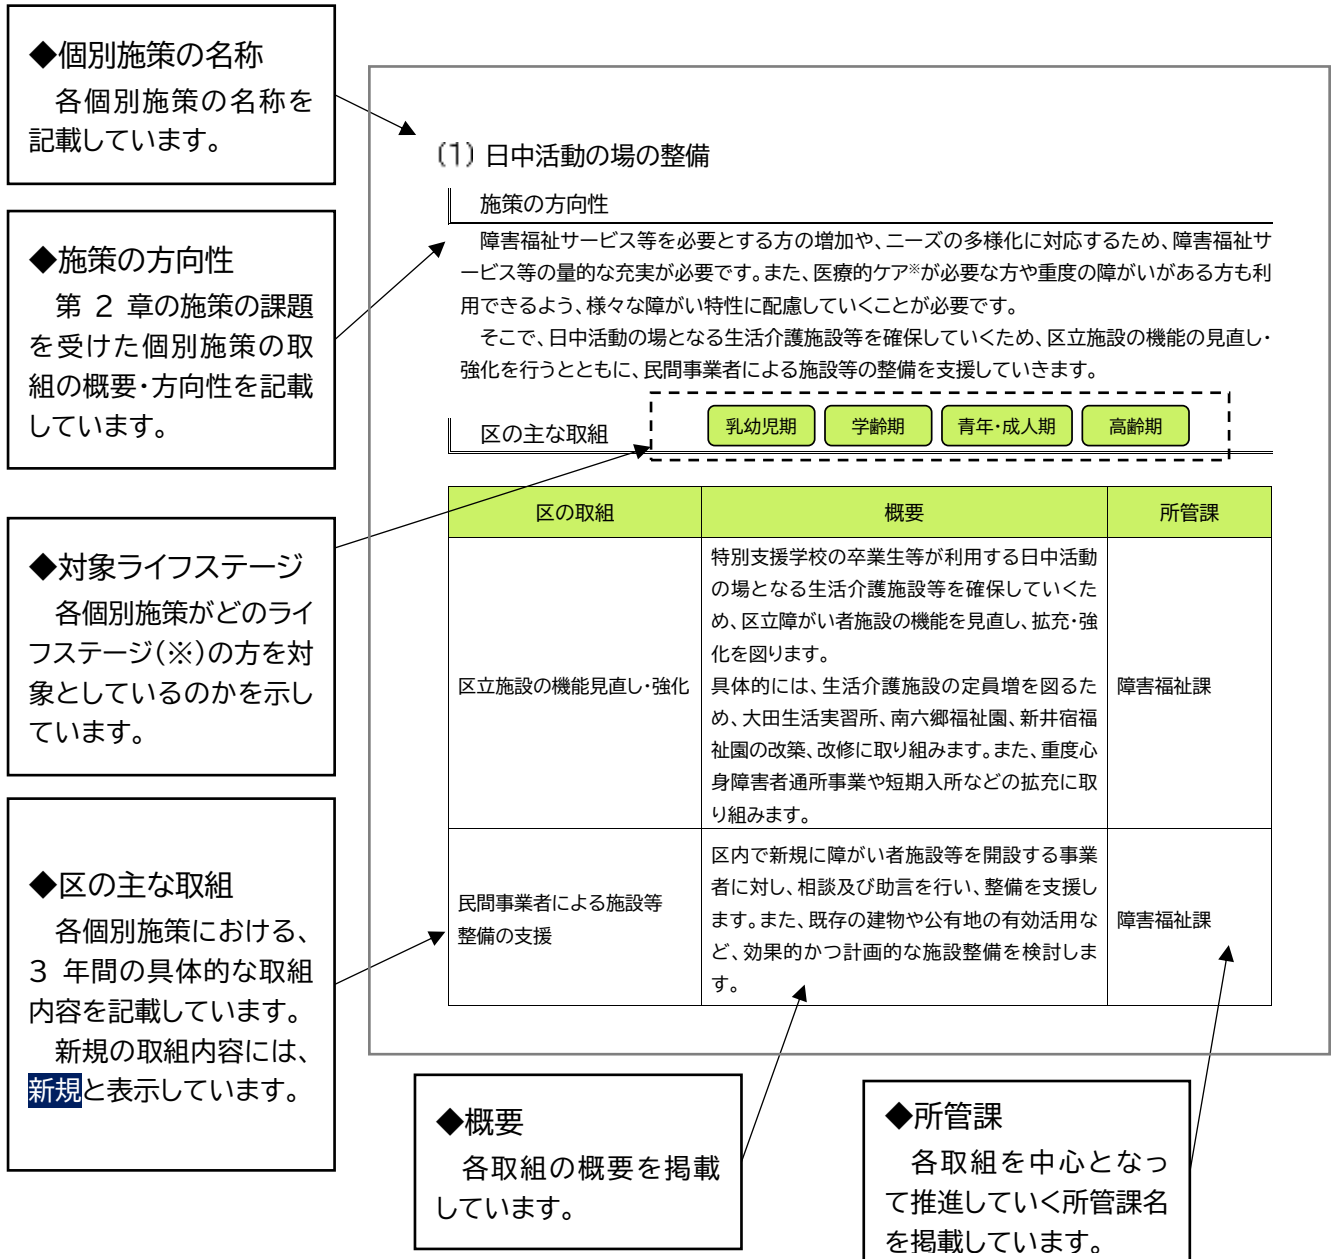 ◆個別施策の名称
各個別施策の名称を
記載しています。
◆施策の方向性
第 2 章の施策の課題
を受けた個別施策の取
組の概要・方向性を記載
しています。
◆対象ライフステージ
各個別施策がどのライ
フステージ(※)の方を対
象としているのかを示し
ています。
◆区の主な取組
各個別施策における、
3 年間の具体的な取組
内容を記載しています。
新規の取組内容には、
新規と表示しています。
(1) 日中活動の場の整備
施策の方向性
障害福祉サービス等を必要とする方の増加や、ニーズの多様化に対応するため、障害福祉サ
ービス等の量的な充実が必要です。また、医療的ケア※が必要な方や重度の障がいがある方も利
用できるよう、様々な障がい特性に配慮していくことが必要です。
そこで、日中活動の場となる生活介護施設等を確保していくため、区立施設の機能の見直し・
強化を行うとともに、民間事業者による施設等の整備を支援していきます。
区の主な取組
乳幼児期 学齢期 青年・成人期 高齢期
区の取組 概要 所管課
区立施設の機能見直し・強化
特別支援学校の卒業生等が利用する日中活動
の場となる生活介護施設等を確保していくた
め、区立障がい者施設の機能を見直し、拡充・強
化を図ります。
具体的には、生活介護施設の定員増を図るた
め、大田生活実習所、南六郷福祉園、新井宿福
祉園の改築、改修に取り組みます。また、重度心
身障害者通所事業や短期入所などの拡充に取
り組みます。
障害福祉課
民間事業者による施設等
整備の支援
区内で新規に障がい者施設等を開設する事業
者に対し、相談及び助言を行い、整備を支援し
ます。また、既存の建物や公有地の有効活用な
ど、効果的かつ計画的な施設整備を検討しま
す。
障害福祉課
◆概要
各取組の概要を掲載
しています。
◆所管課
各取組を中心となっ
て推進していく所管課名
を掲載しています。